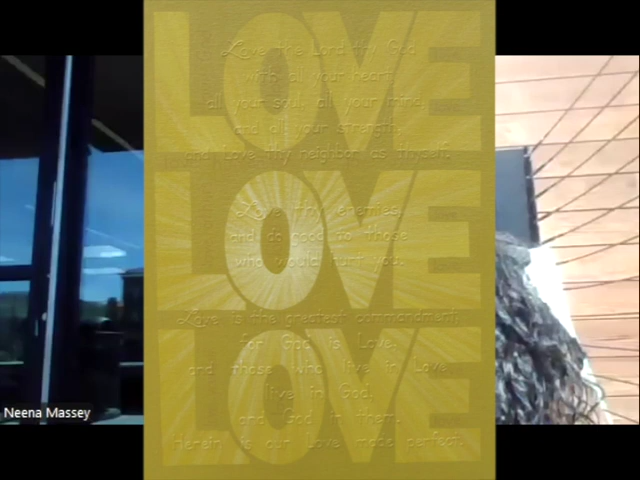 LOVE
Love the Lord thy God
with all your heart,
all your soul, all your mind,
and all your strength,
and Love thy neighbor as thyself.
LOVE
Love thy enemies,
and do good to those
who would hurt you.
Love is the greatest commandment,
for God is Love,
and those who live in Love
live in God,
and God in them.
Herein is our Love made perfect.
LOVE
Neena Massey